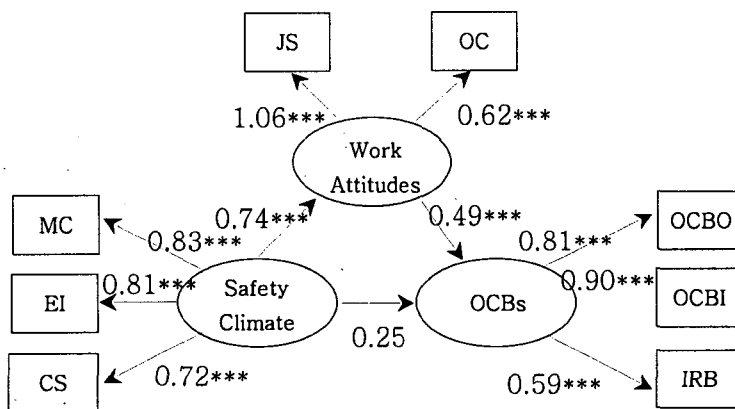 JS
OC
1.06***
0.62***
Work
Attitudes
MC
0.74***
0.49***
OCBO
0.83***
0.81***
EI
0.81***
Safety
Climate
OCBs
0.90***
OCBI
0.25
CS
0.72***
0.59***
IRB